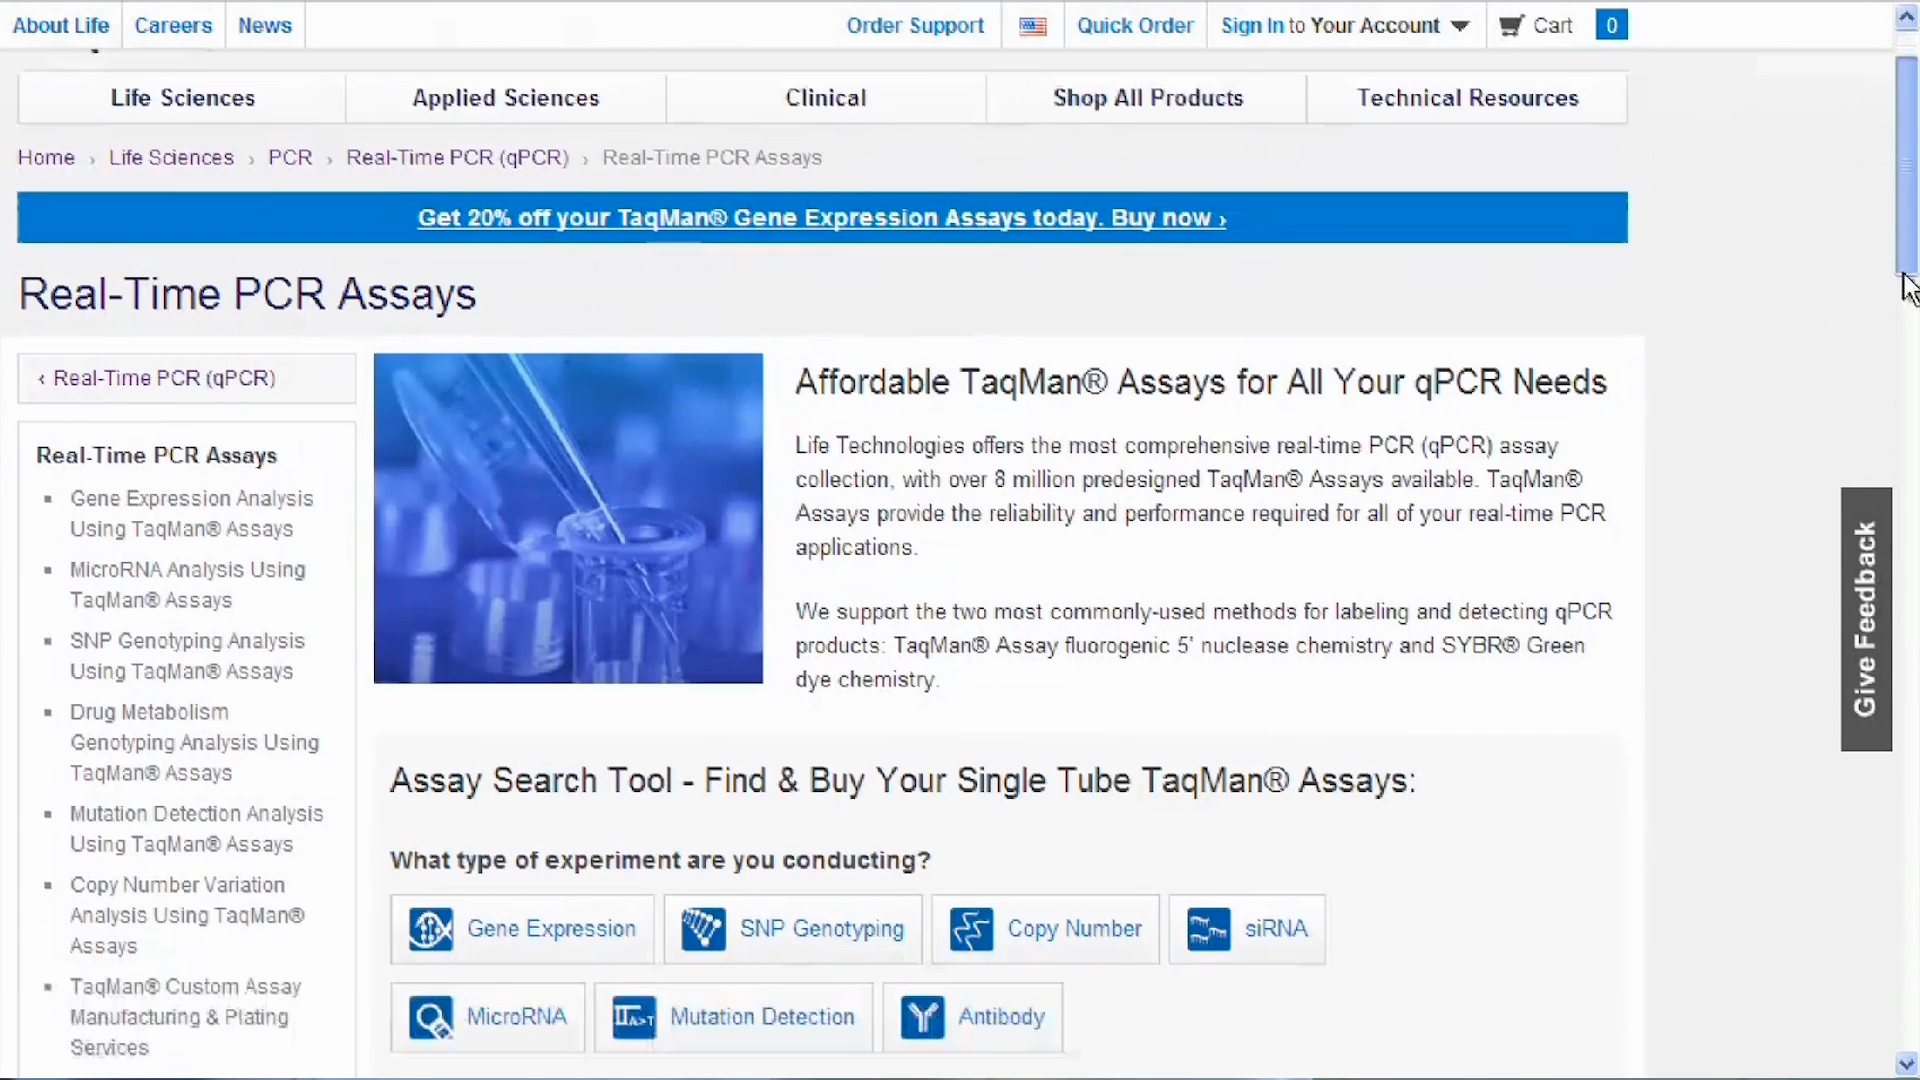 About Life
Careers
News
Order Support
Quick Order
Sign In to Your Account
Cart
0
Life Sciences
Applied Sciences
Clinical
Shop All Products
Technical Resources
Home › Life Sciences › PCR › Real-Time PCR (qPCR) › Real-Time PCR Assays
Get 20% off your TaqMan® Gene Expression Assays today. Buy now ›
Real-Time PCR Assays
‹ Real-Time PCR (qPCR)
Real-Time PCR Assays
▪ Gene Expression Analysis
Using TaqMan® Assays
▪ MicroRNA Analysis Using
TaqMan® Assays
▪ SNP Genotyping Analysis
Using TaqMan® Assays
▪ Drug Metabolism
Genotyping Analysis Using
TaqMan® Assays
▪ Mutation Detection Analysis
Using TaqMan® Assays
▪ Copy Number Variation
Analysis Using TaqMan®
Assays
▪ TaqMan® Custom Assay
Manufacturing & Plating
Services
Affordable TaqMan® Assays for All Your qPCR Needs
Life Technologies offers the most comprehensive real-time PCR (qPCR) assay
collection, with over 8 million predesigned TaqMan® Assays available. TaqMan®
Assays provide the reliability and performance required for all of your real-time PCR
applications.
We support the two most commonly-used methods for labeling and detecting qPCR
products: TaqMan® Assay fluorogenic 5' nuclease chemistry and SYBR® Green
dye chemistry.
Assay Search Tool - Find & Buy Your Single Tube TaqMan® Assays:
What type of experiment are you conducting?
Gene Expression
SNP Genotyping
Copy Number
siRNA
MicroRNA
Mutation Detection
Antibody
Give Feedback